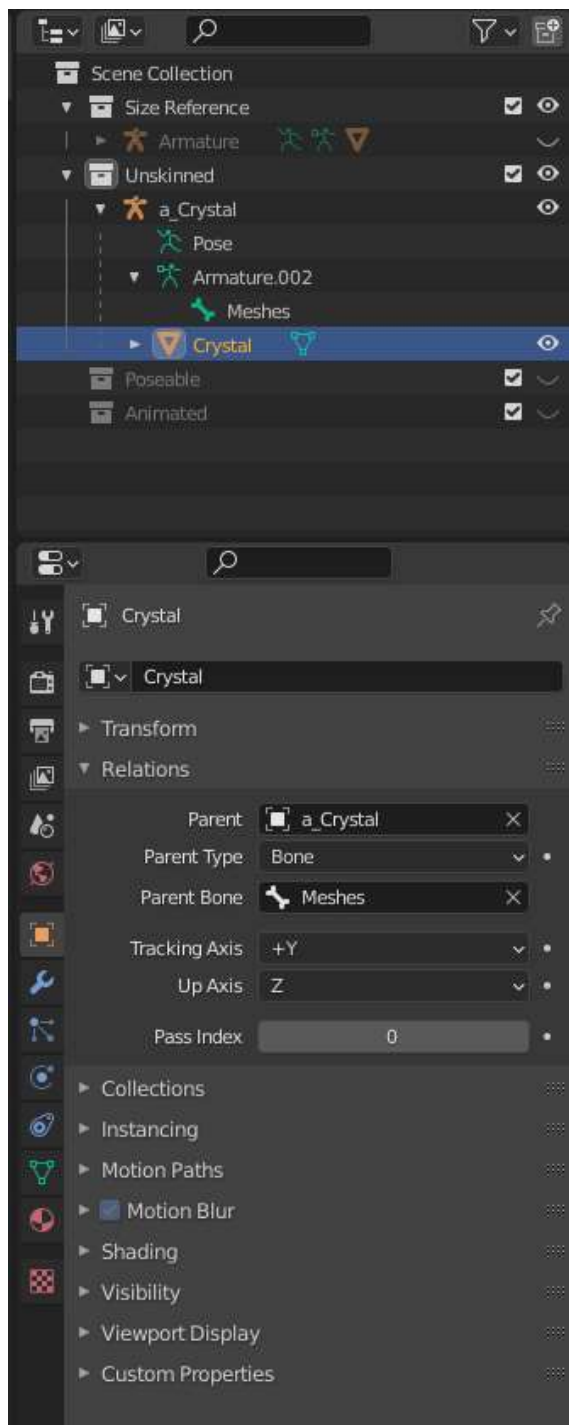 Scene Collection
Size Reference
Armature
Unskinned
a_Crystal
Pose
Armature.002
Meshes
Crystal
Poseable
Animated
Crystal
Crystal
Transform
Relations
Parent a_Crystal
Parent Type Bone
Parent Bone Meshes
Tracking Axis +Y
Up Axis Z
Pass Index 0
Collections
Instancing
Motion Paths
Motion Blur
Shading
Visibility
Viewport Display
Custom Properties